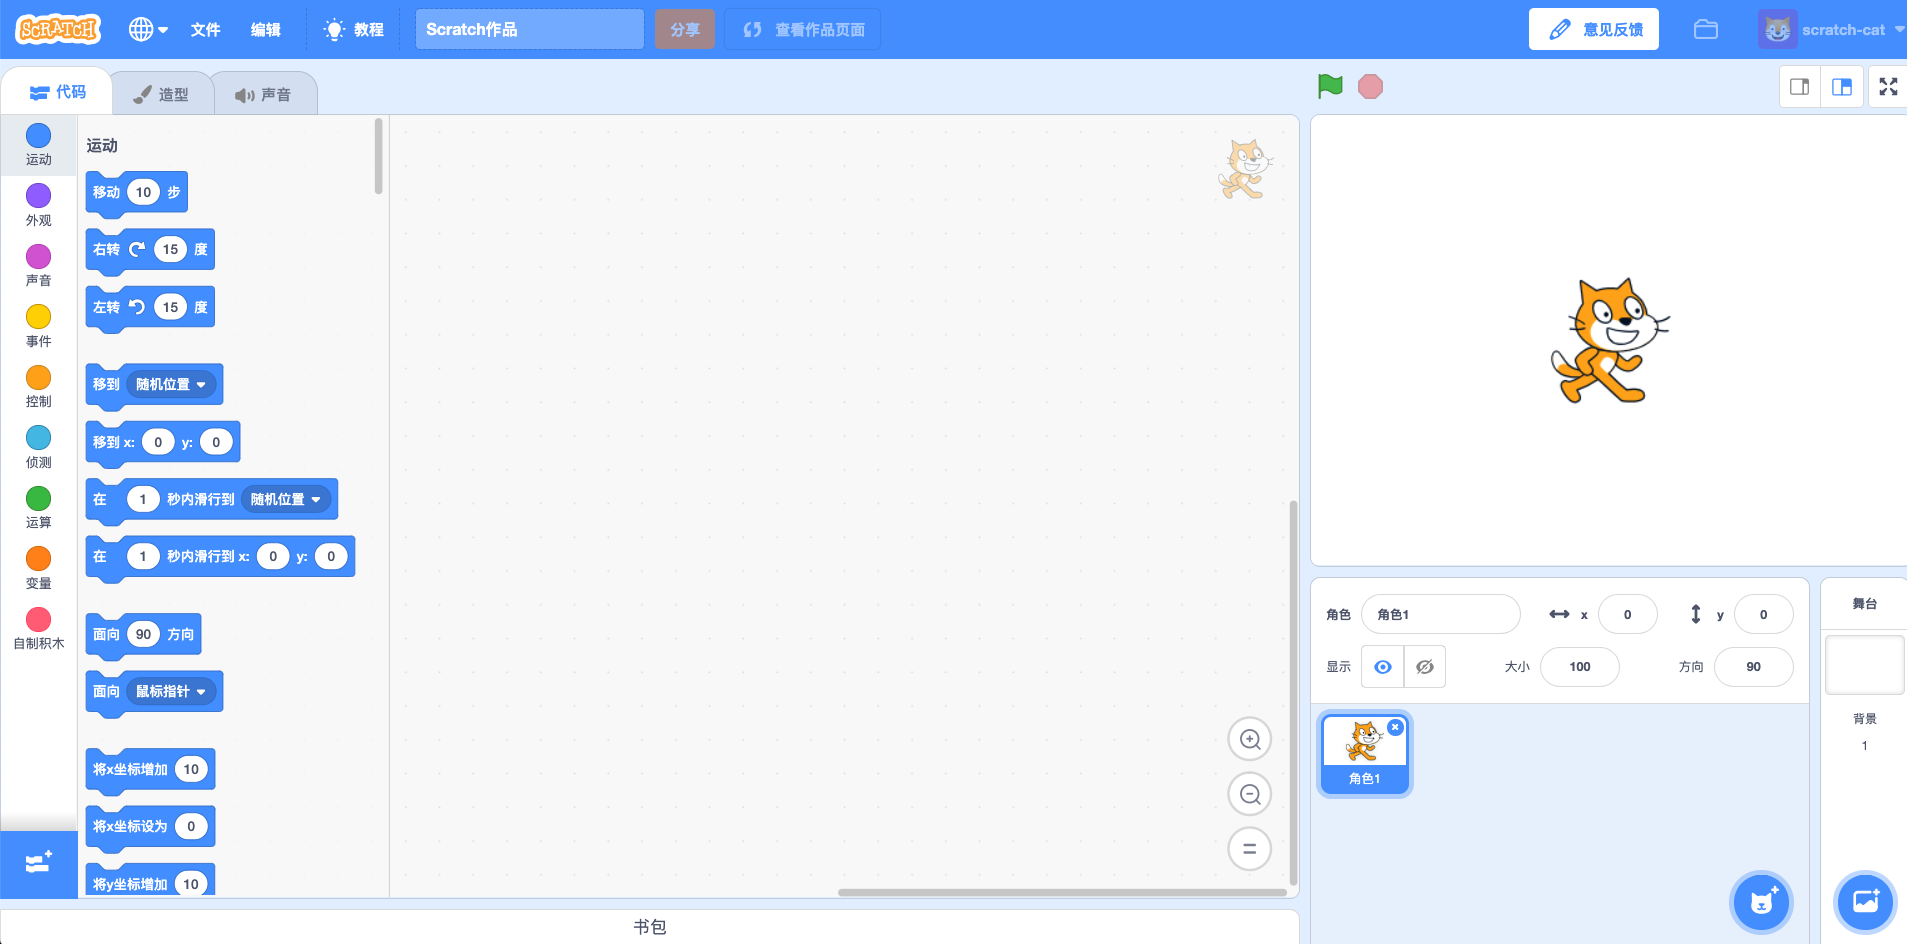 SCRATCH 文件 编辑 教程 Scratch作品 分享 查看作品页面 意见反馈 scratch-cat
代码 造型 声音
运动
外观
声音
事件
控制
侦测
运算
变量
自制积木
运动
移动 10 步
右转 15 度
左转 15 度
移到 随机位置
移到 x: 0 y: 0
在 1 秒内滑行到 随机位置
在 1 秒内滑行到 x: 0 y: 0
面向 90 方向
面向 鼠标指针
将x坐标增加 10
将x坐标设为 0
将y坐标增加 10
书包
角色 角色1 x 0 y 0
显示 大小 100 方向 90
角色1
舞台
背景
1